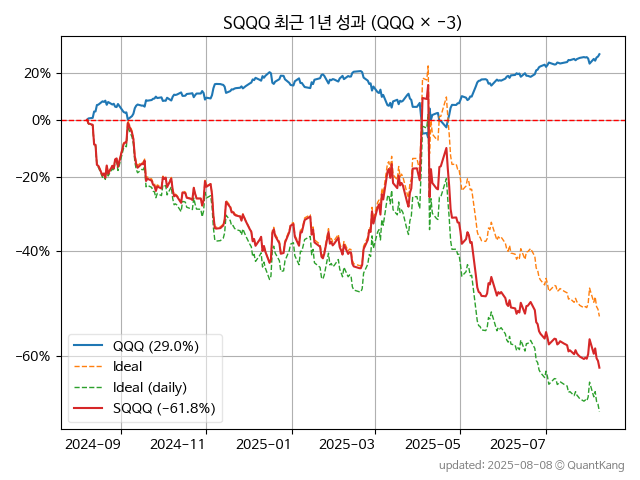 SQQQ 최근 1년 성과 (QQQ × −3)
20%
0%
−20%
−40%
−60%
QQQ (29.0%)
Ideal
Ideal (daily)
SQQQ (−61.8%)
2024-09 2024-11 2025-01 2025-03 2025-05 2025-07
updated: 2025-08-08 © QuantKang